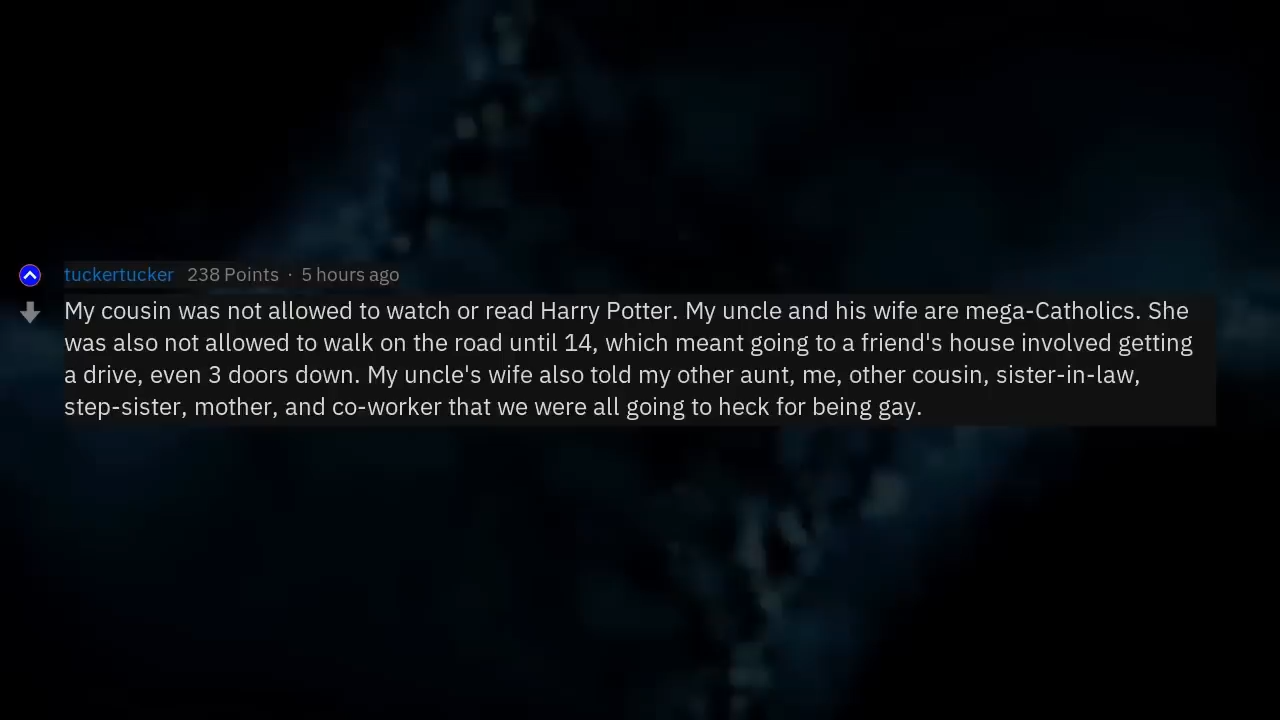 tuckertucker 238 Points · 5 hours ago
My cousin was not allowed to watch or read Harry Potter. My uncle and his wife are mega-Catholics. She
was also not allowed to walk on the road until 14, which meant going to a friend's house involved getting
a drive, even 3 doors down. My uncle's wife also told my other aunt, me, other cousin, sister-in-law,
step-sister, mother, and co-worker that we were all going to heck for being gay.